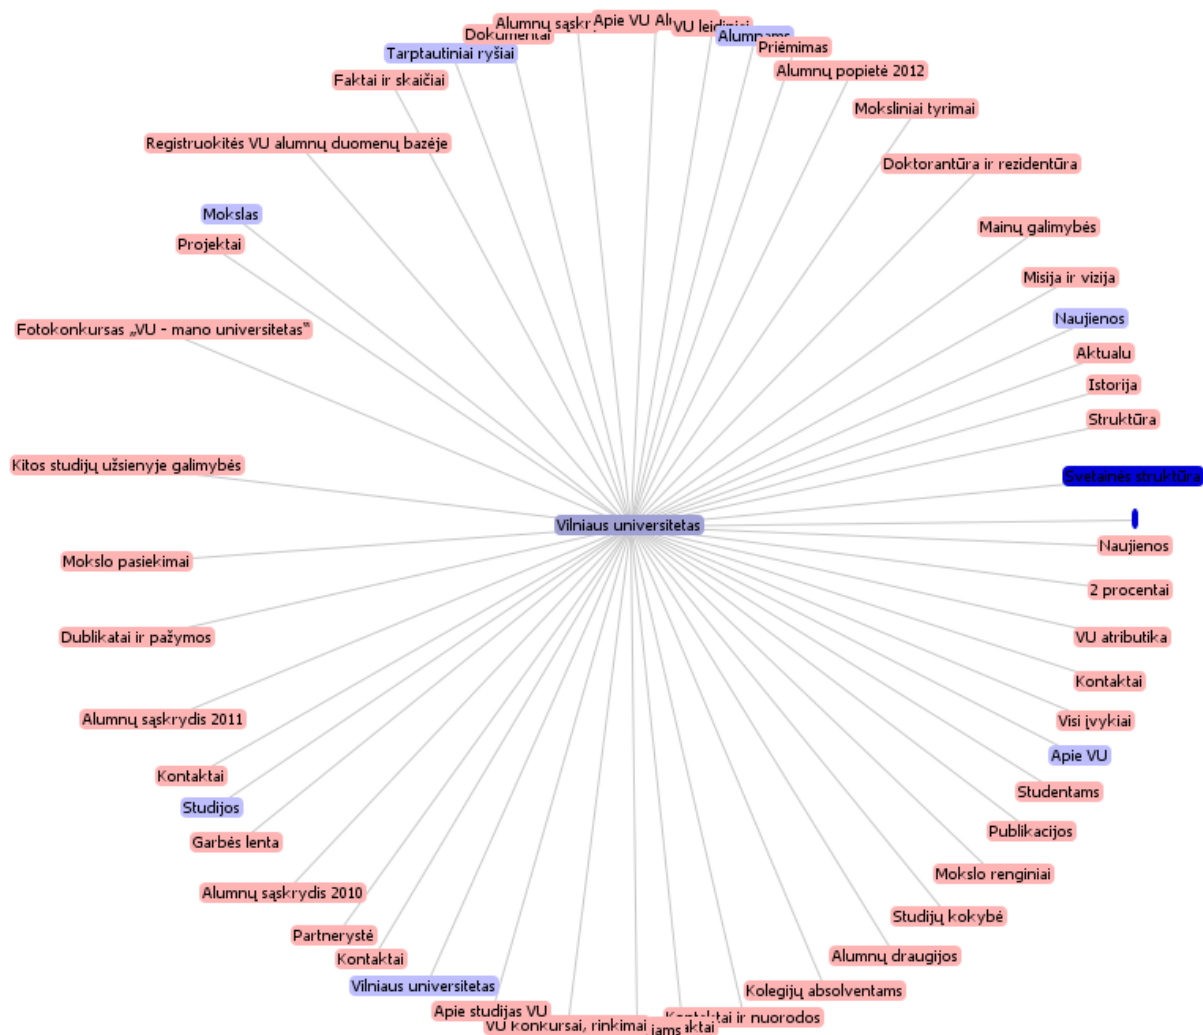 Apie VU
Alumnų
VU leidiniai
Dokumentai
Alumnams
Priėmimas
Tarptautiniai ryšiai
Alumnų popietė 2012
Faktai ir skaičiai
Moksliniai tyrimai
Registruokitės VU alumnų duomenų bazėje
Doktorantūra ir rezidentūra
Mokslas
Mainų galimybės
Projektai
Misija ir vizija
Naujienos
Fotokonkursas „VU - mano universitetas“
Aktualu
Istorija
Struktūra
Kitos studijų užsienyje galimybės
Svetainės struktūra
Vilniaus universitetas
Naujienos
Mokslo pasiekimai
2 procentai
Dublikatai ir pažymos
VU atributika
Kontaktai
Alumnų sąskrydis 2011
Visi įvykiai
Apie VU
Kontaktai
Studentams
Studijos
Publikacijos
Garbės lenta
Mokslo renginiai
Alumnų sąskrydis 2010
Studijų kokybė
Partnerystė
Alumnų draugijos
Kontaktai
Vilniaus universitetas
Kolegijų absolventams
Apie studijas VU
Kontaktai ir nuorodos
VU konkursai, rinkimai